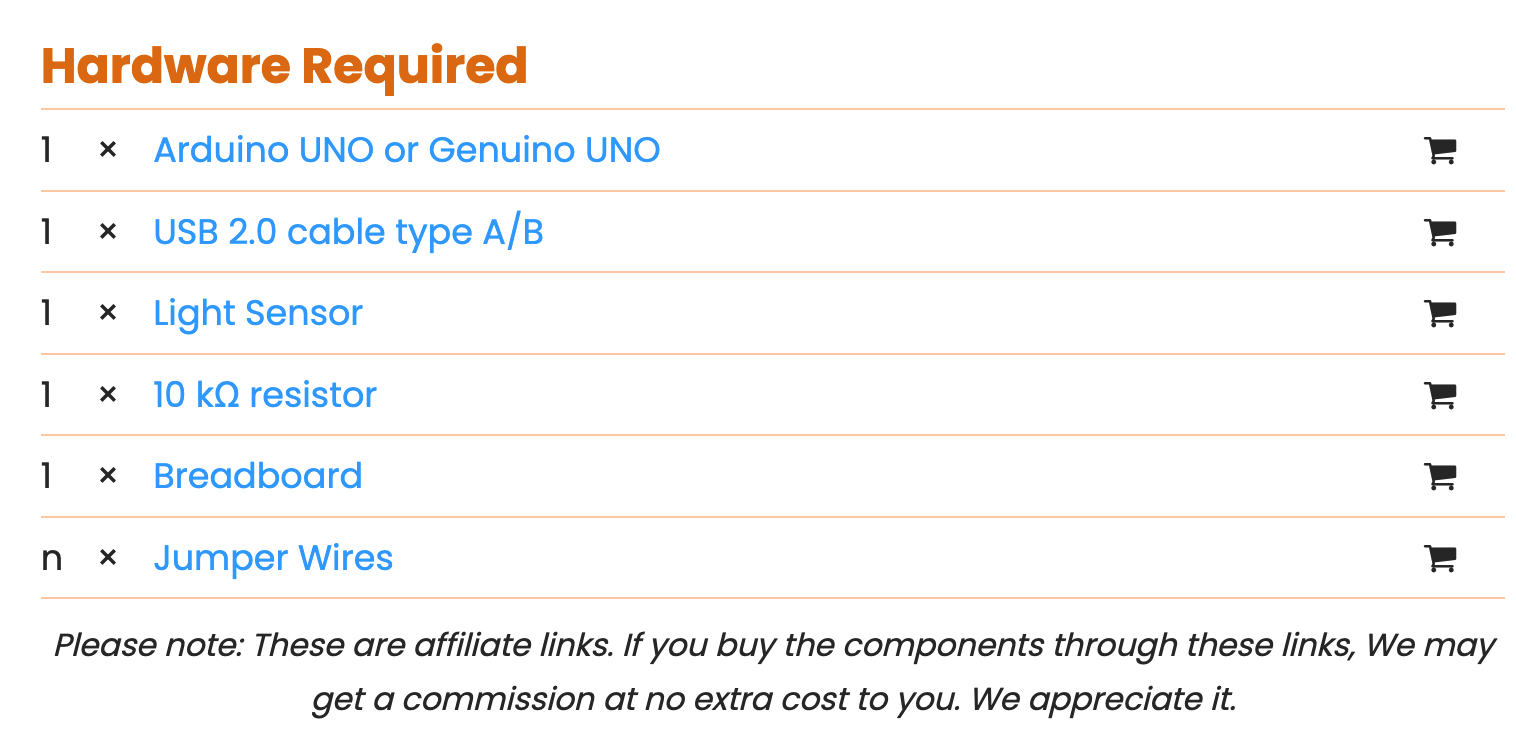 Hardware Required
1 × Arduino UNO or Genuino UNO
1 × USB 2.0 cable type A/B
1 × Light Sensor
1 × 10 kΩ resistor
1 × Breadboard
n × Jumper Wires
Please note: These are affiliate links. If you buy the components through these links, We may
get a commission at no extra cost to you. We appreciate it.